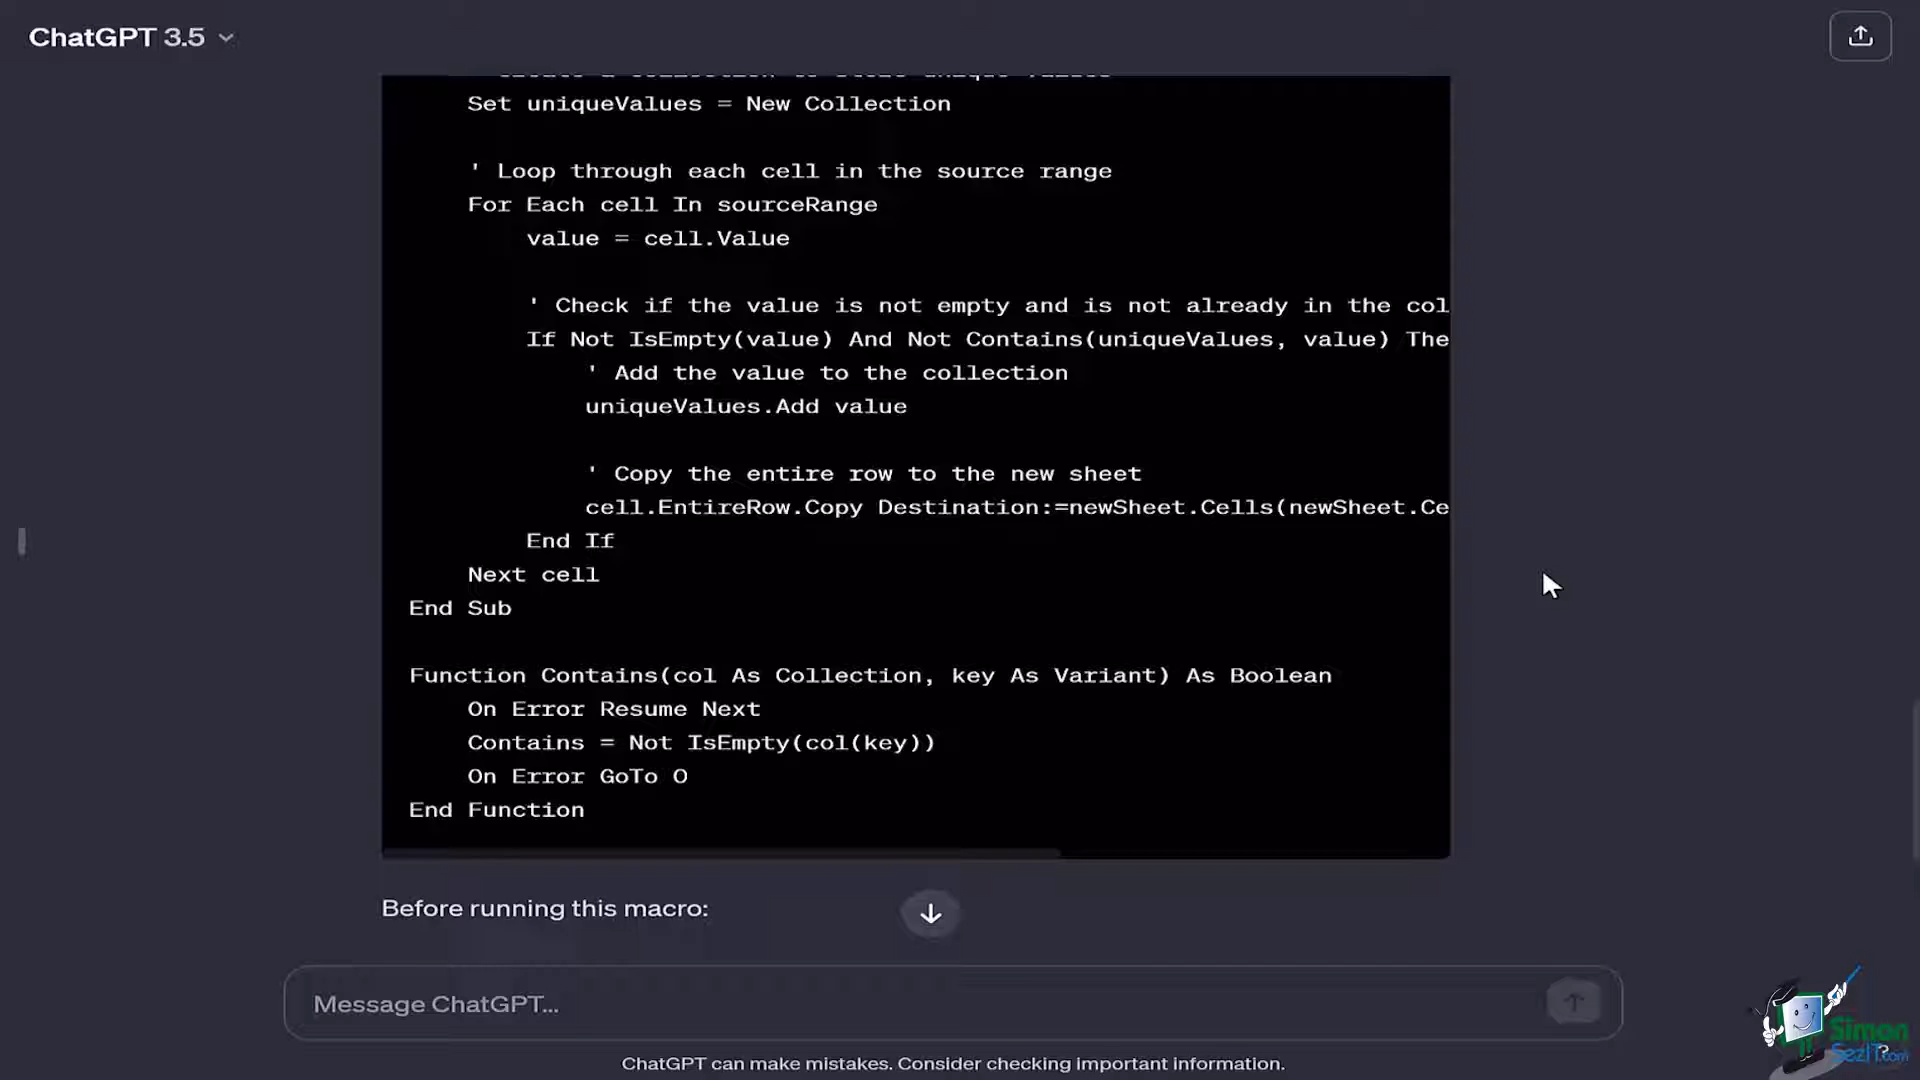 ChatGPT 3.5
Set uniqueValues = New Collection
' Loop through each cell in the source range
For Each cell In sourceRange
value = cell.Value
' Check if the value is not empty and is not already in the col
If Not IsEmpty(value) And Not Contains(uniqueValues, value) The
' Add the value to the collection
uniqueValues.Add value
' Copy the entire row to the new sheet
cell.EntireRow.Copy Destination:=newSheet.Cells(newSheet.Ce
End If
Next cell
End Sub
Function Contains(col As Collection, key As Variant) As Boolean
On Error Resume Next
Contains = Not IsEmpty(col(key))
On Error GoTo 0
End Function
Before running this macro:
Message ChatGPT...
ChatGPT can make mistakes. Consider checking important information.
Simon
SezIT.com